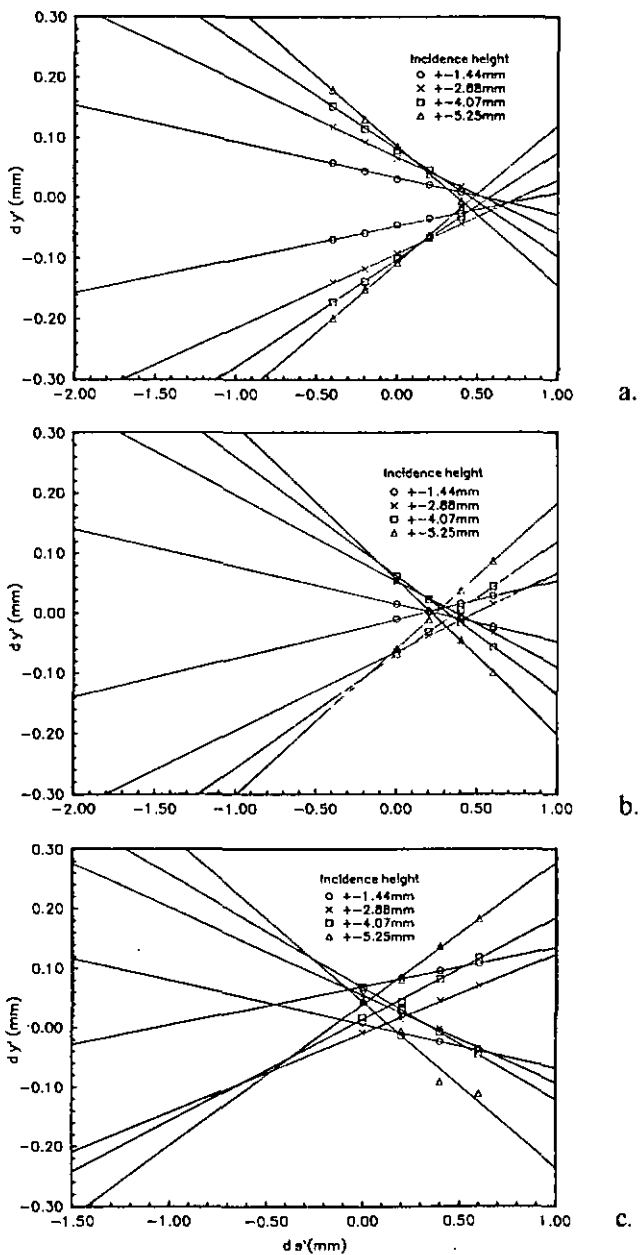 0.30
0.20
0.10
0.00
-0.10
-0.20
-0.30
dy' (mm)
Incidence height
o +-1.44mm
× +-2.88mm
□ +-4.07mm
△ +-5.25mm
-2.00 -1.50 -1.00 -0.50 0.00 0.50 1.00
a.
0.30
0.20
0.10
0.00
-0.10
-0.20
-0.30
dy' (mm)
Incidence height
o +-1.44mm
× +-2.88mm
□ +-4.07mm
△ +-5.25mm
-2.00 -1.50 -1.00 -0.50 0.00 0.50 1.00
b.
0.30
0.20
0.10
0.00
-0.10
-0.20
-0.30
dy' (mm)
Incidence height
o +-1.44mm
× +-2.88mm
□ +-4.07mm
△ +-5.25mm
-1.50 -1.00 -0.50 0.00 0.50 1.00
ds'(mm)
c.